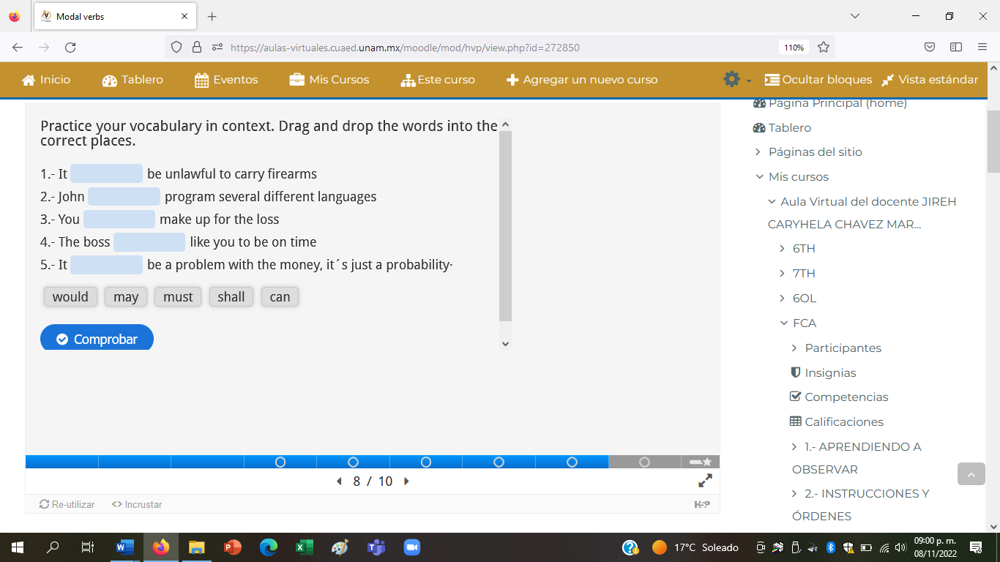 Modal verbs
https://aulas-virtuales.cuaed.unam.mx/moodle/mod/hvp/view.php?id=272850
110%
Inicio
Tablero
Eventos
Mis Cursos
Este curso
Agregar un nuevo curso
Ocultar bloques
Vista estándar
Practice your vocabulary in context. Drag and drop the words into the
correct places.
1.- It be unlawful to carry firearms
2.- John program several different languages
3.- You make up for the loss
4.- The boss like you to be on time
5.- It be a problem with the money, it´s just a probability·
would may must shall can
Comprobar
8 / 10
Re-utilizar
Incrustar
H5P
Página Principal (home)
Tablero
Páginas del sitio
Mis cursos
Aula Virtual del docente JIREH
CARYHELA CHAVEZ MAR...
6TH
7TH
6OL
FCA
Participantes
Insignias
Competencias
Calificaciones
1.- APRENDIENDO A
OBSERVAR
2.- INSTRUCCIONES Y
ÓRDENES
17°C Soleado
09:00 p. m.
08/11/2022